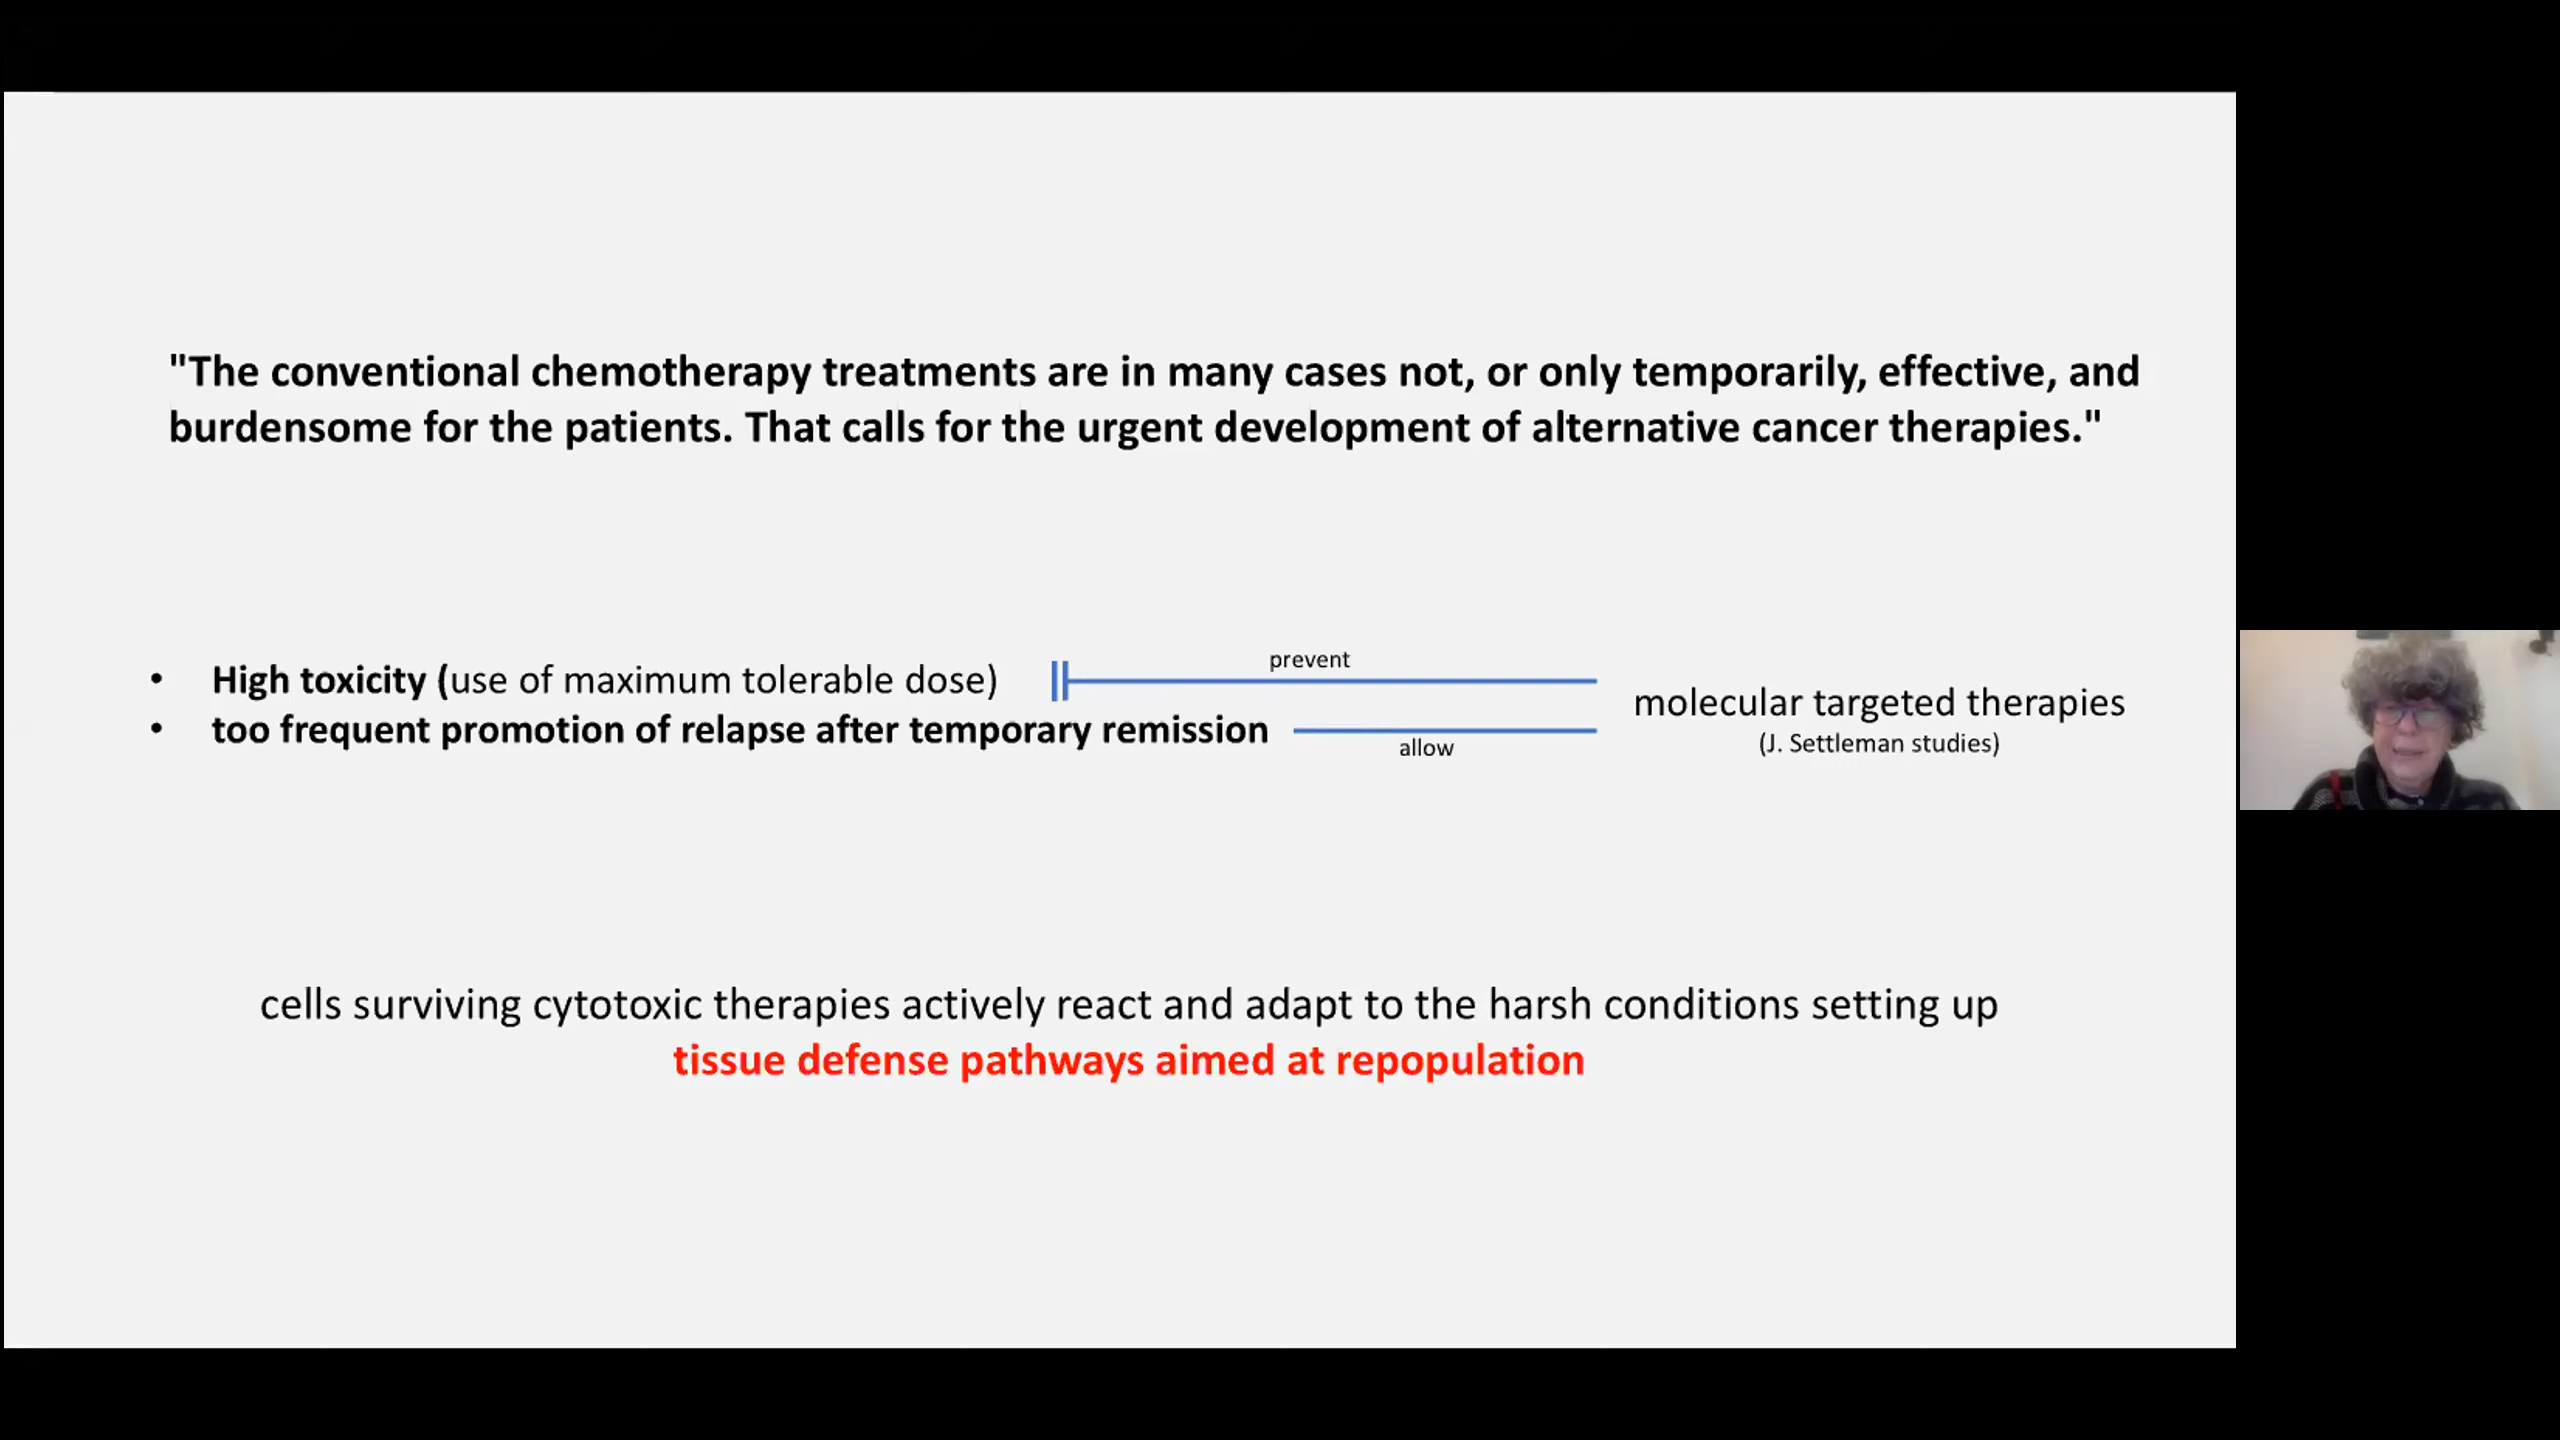 "The conventional chemotherapy treatments are in many cases not, or only temporarily, effective, and
burdensome for the patients. That calls for the urgent development of alternative cancer therapies."
• High toxicity (use of maximum tolerable dose)
prevent
• too frequent promotion of relapse after temporary remission
allow
molecular targeted therapies
(J. Settleman studies)
cells surviving cytotoxic therapies actively react and adapt to the harsh conditions setting up
tissue defense pathways aimed at repopulation